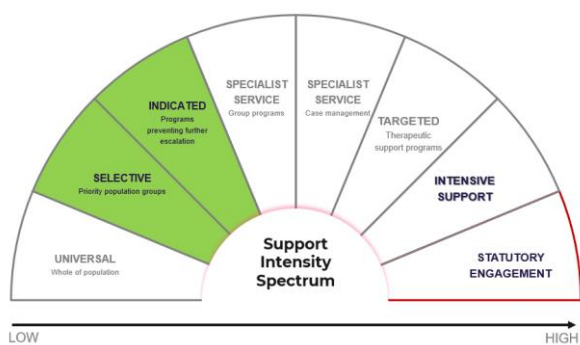 UNIVERSAL
Whole of population
SELECTIVE
Priority population groups
INDICATED
Programs
preventing further
escalation
SPECIALIST
SERVICE
Group programs
SPECIALIST
SERVICE
Case management
TARGETED
Therapeutic
support programs
INTENSIVE
SUPPORT
STATUTORY
ENGAGEMENT
Support
Intensity
Spectrum
LOW
HIGH